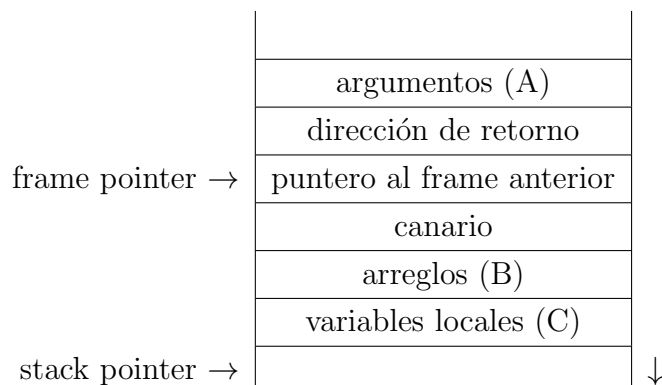 argumentos (A)
dirección de retorno
frame pointer → puntero al frame anterior
canario
arreglos (B)
variables locales (C)
stack pointer → ↓